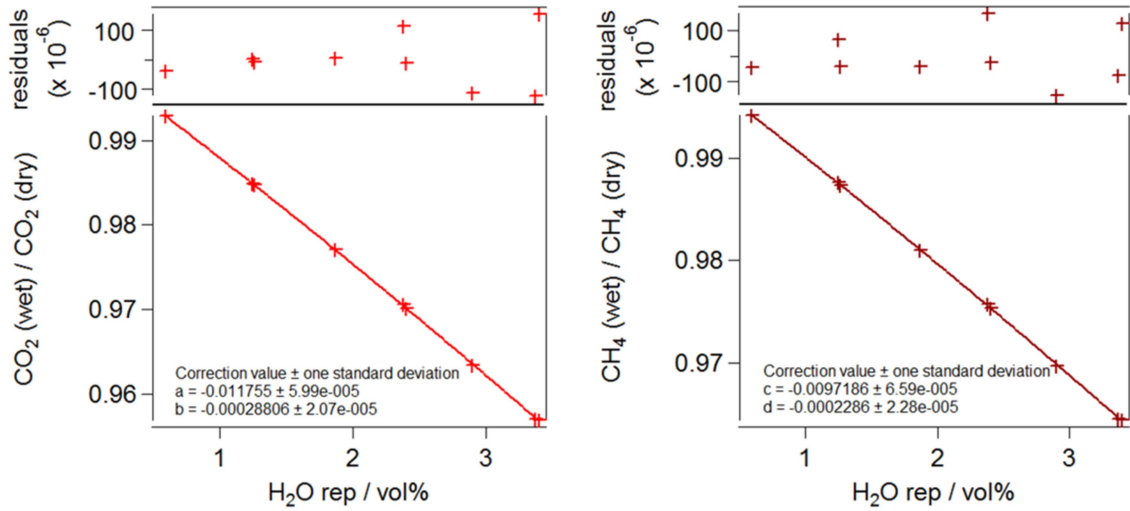 residuals
(x 10⁻⁶)
100
-100
CO₂ (wet) / CO₂ (dry)
0.99
0.98
0.97
0.96
Correction value ± one standard deviation
a = -0.011755 ± 5.99e-005
b = -0.00028806 ± 2.07e-005
1 2 3
H₂O rep / vol%
residuals
(x 10⁻⁶)
100
-100
CH₄ (wet) / CH₄ (dry)
0.99
0.98
0.97
Correction value ± one standard deviation
c = -0.0097186 ± 6.59e-005
d = -0.0002286 ± 2.28e-005
1 2 3
H₂O rep / vol%